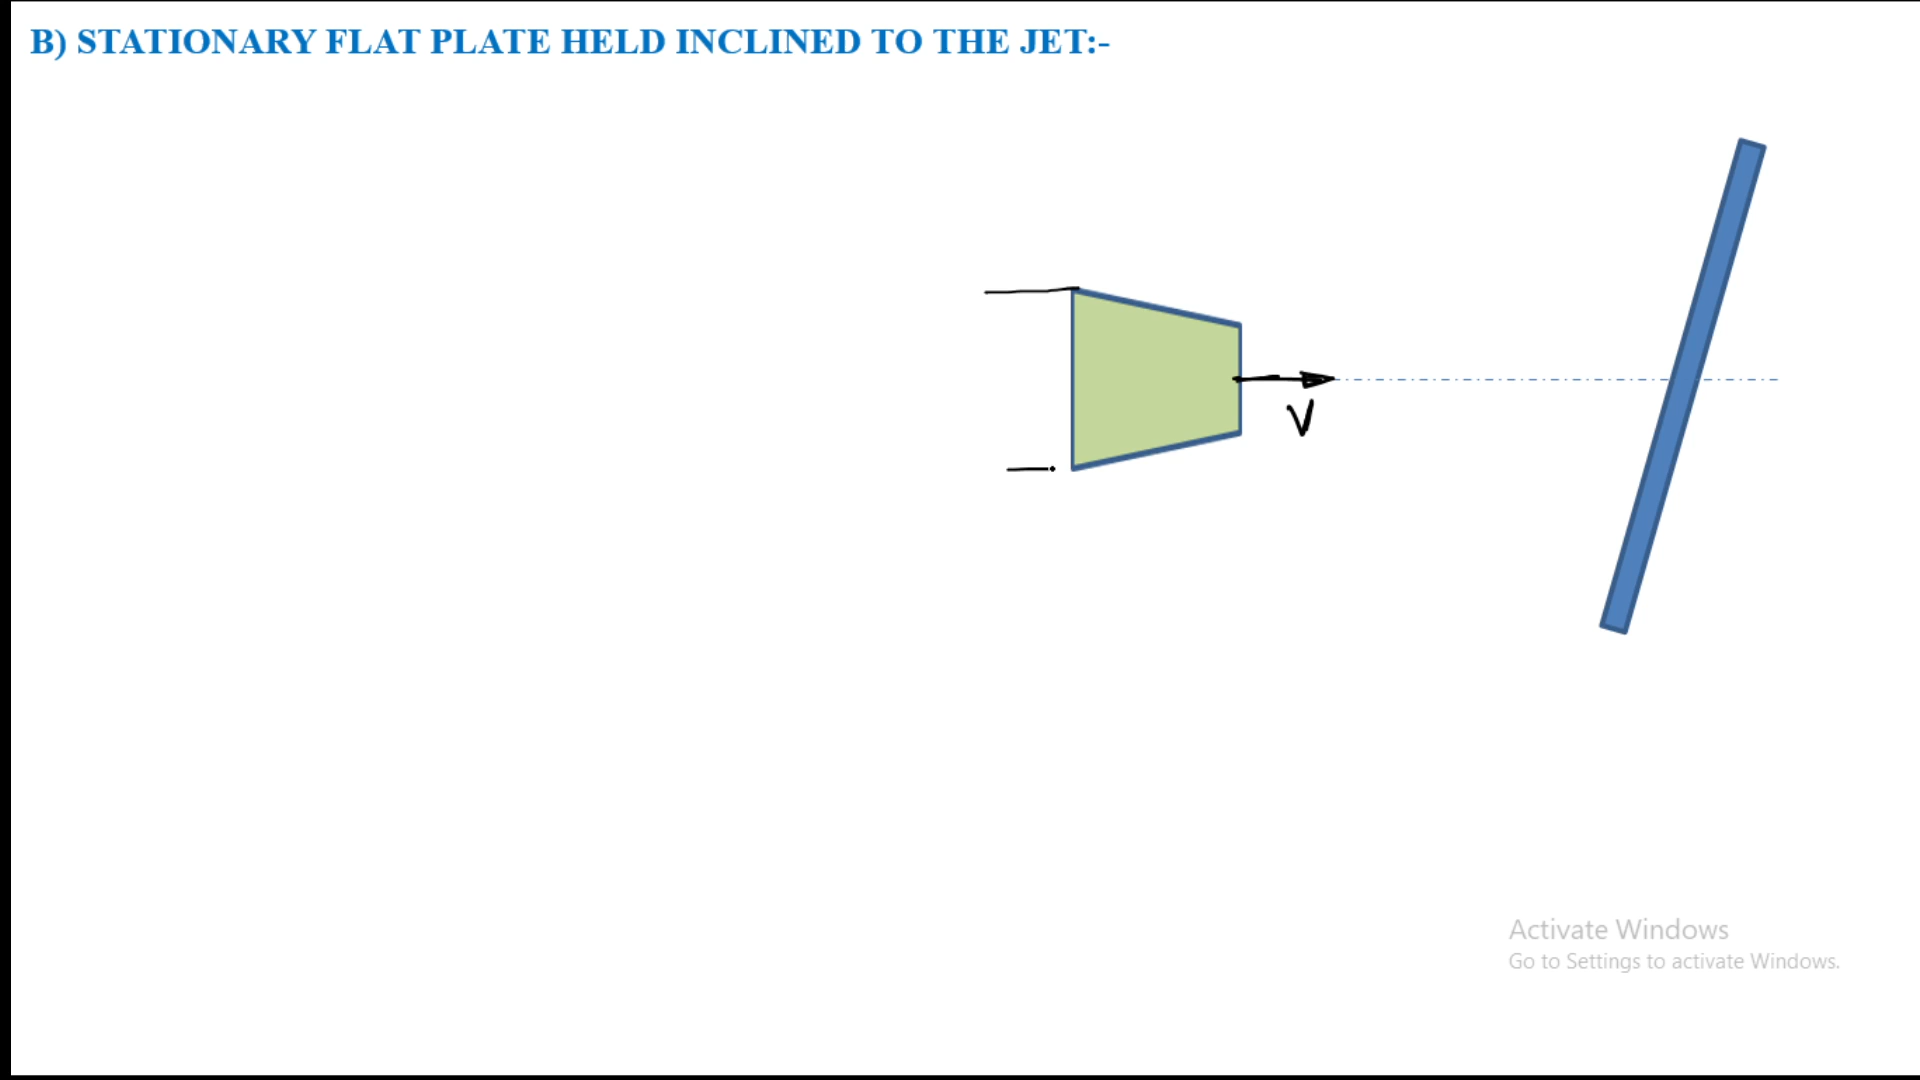 B) STATIONARY FLAT PLATE HELD INCLINED TO THE JET:-
V
Activate Windows
Go to Settings to activate Windows.